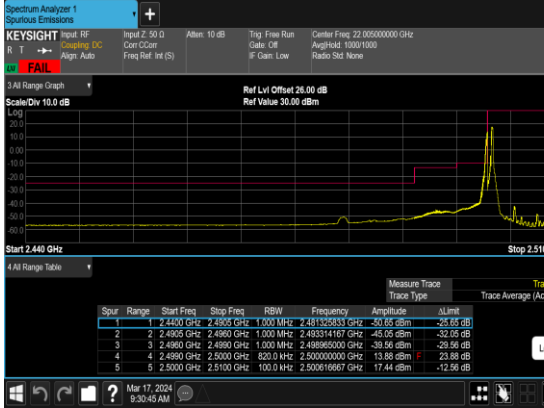 Spectrum Analyzer 1
Spurious Emissions
+
KEYSIGHT Input: RF Input Z: 50 Ω Atten: 10 dB Trig: Free Run Center Freq: 22.005000000 GHz
R T Coupling: DC Corr CCorr Gate: Off Avg|Hold: 1000/1000
Align: Auto Freq Ref: Int (S) IF Gain: Low Radio Std: None
LW FAIL
3 All Range Graph
Ref Lvl Offset 26.00 dB
Scale/Div 10.0 dB Ref Value 30.00 dBm
Log
20.0
10.0
0.00
-10.0
-20.0
-30.0
-40.0
-50.0
-60.0
Start 2.440 GHz Stop 2.510
4 All Range Table
Measure Trace Tra
Trace Type Trace Average (Ac
Spur Range Start Freq Stop Freq RBW Frequency Amplitude ΔLimit
1 1 2.4400 GHz 2.4905 GHz 1.000 MHz 2.481325833 GHz -50.65 dBm -25.65 dB
2 2 2.4905 GHz 2.4960 GHz 1.000 MHz 2.493314167 GHz -45.05 dBm -32.05 dB
3 3 2.4960 GHz 2.4990 GHz 1.000 MHz 2.498965000 GHz -39.56 dBm -29.56 dB
4 4 2.4990 GHz 2.5000 GHz 820.0 kHz 2.500000000 GHz 13.88 dBm F 23.88 dB
5 5 2.5000 GHz 2.5100 GHz 100.0 kHz 2.500616667 GHz 17.44 dBm -12.56 dB
?
Mar 17, 2024
9:30:45 AM